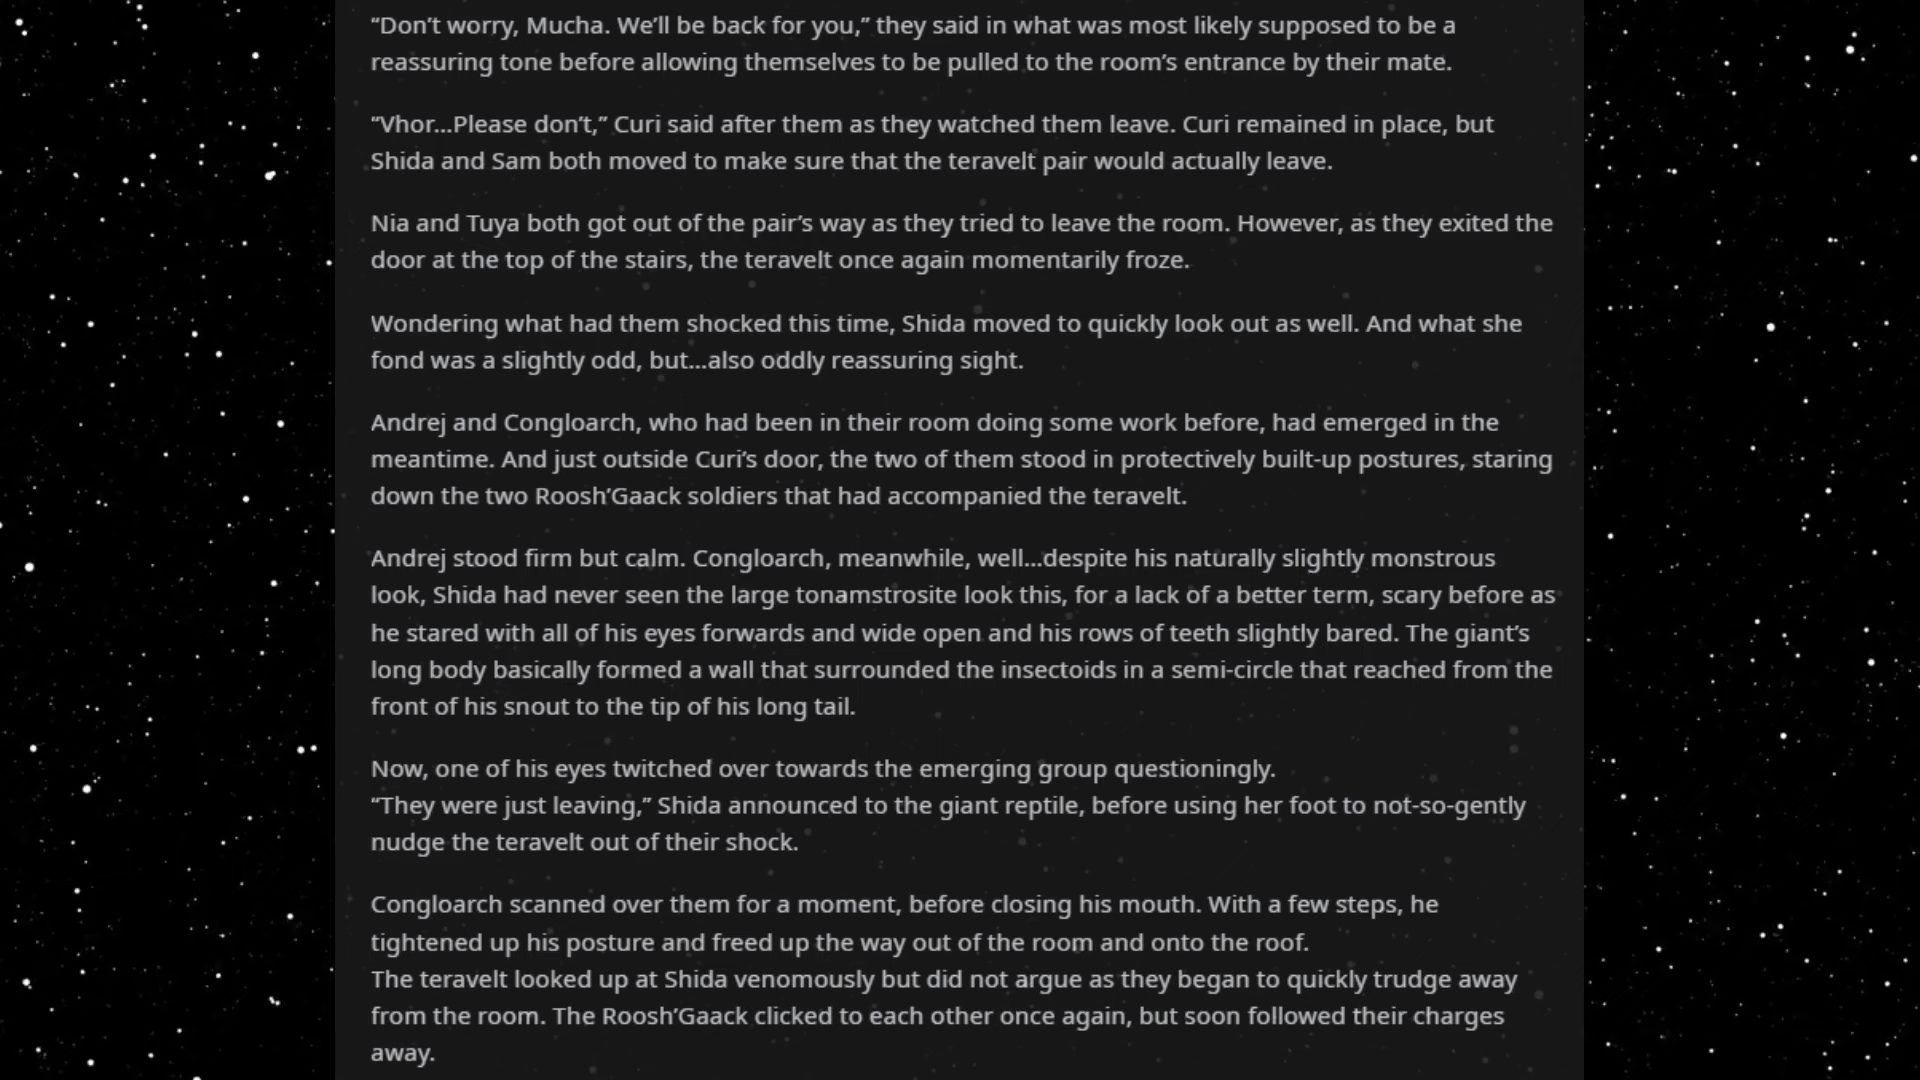 “Don’t worry, Mucha. We’ll be back for you,” they said in what was most likely supposed to be a
reassuring tone before allowing themselves to be pulled to the room’s entrance by their mate.
“Vhor…Please don’t,” Curi said after them as they watched them leave. Curi remained in place, but
Shida and Sam both moved to make sure that the teravelt pair would actually leave.
Nia and Tuya both got out of the pair’s way as they tried to leave the room. However, as they exited the
door at the top of the stairs, the teravelt once again momentarily froze.
Wondering what had them shocked this time, Shida moved to quickly look out as well. And what she
fond was a slightly odd, but…also oddly reassuring sight.
Andrej and Congloarch, who had been in their room doing some work before, had emerged in the
meantime. And just outside Curi’s door, the two of them stood in protectively built-up postures, staring
down the two Roosh’Gaack soldiers that had accompanied the teravelt.
Andrej stood firm but calm. Congloarch, meanwhile, well…despite his naturally slightly monstrous
look, Shida had never seen the large tonamstrosite look this, for a lack of a better term, scary before as
he stared with all of his eyes forwards and wide open and his rows of teeth slightly bared. The giant’s
long body basically formed a wall that surrounded the insectoids in a semi-circle that reached from the
front of his snout to the tip of his long tail.
Now, one of his eyes twitched over towards the emerging group questioningly.
“They were just leaving,” Shida announced to the giant reptile, before using her foot to not-so-gently
nudge the teravelt out of their shock.
Congloarch scanned over them for a moment, before closing his mouth. With a few steps, he
tightened up his posture and freed up the way out of the room and onto the roof.
The teravelt looked up at Shida venomously but did not argue as they began to quickly trudge away
from the room. The Roosh’Gaack clicked to each other once again, but soon followed their charges
away.